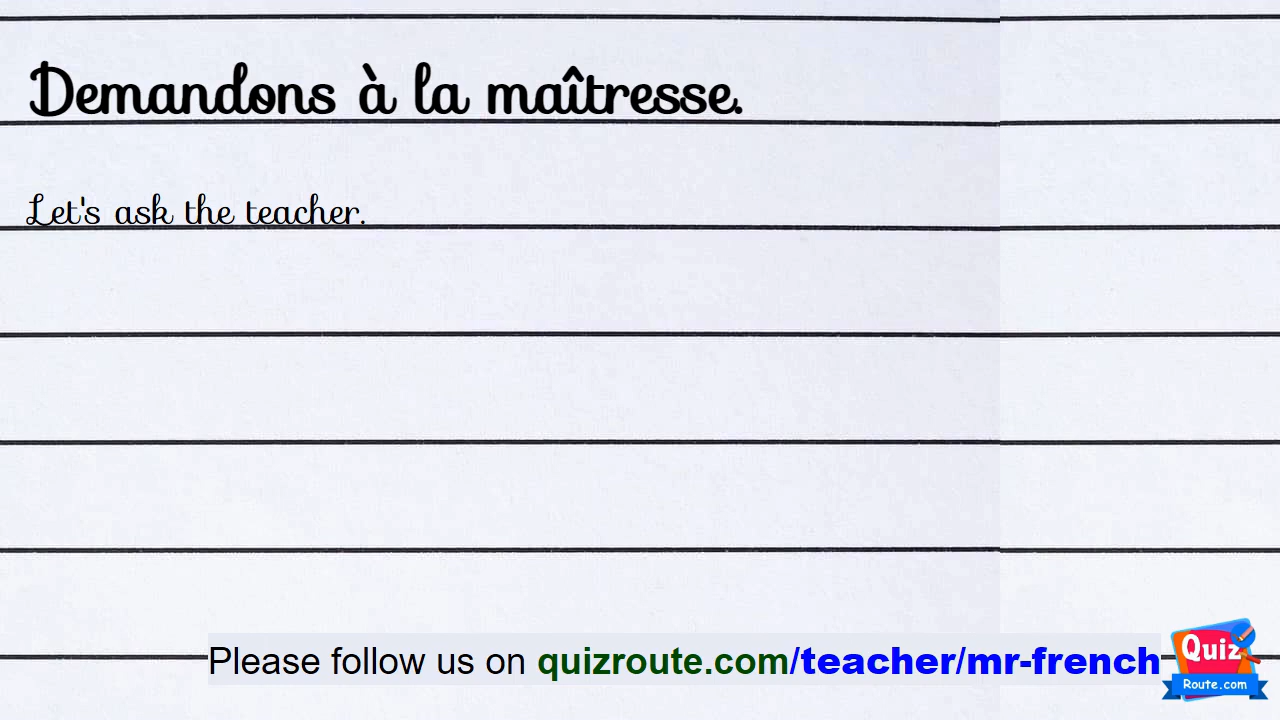 Demandons à la maîtresse.
Let's ask the teacher.
Please follow us on quizroute.com/teacher/mr-french
Quiz
Route.com